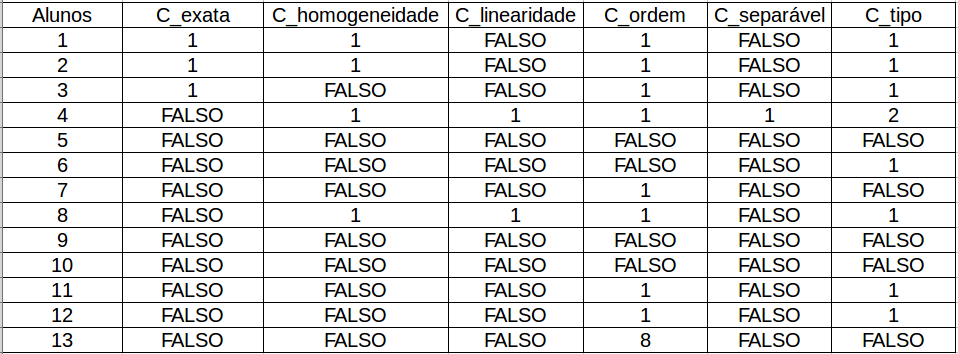 Alunos C_exata C_homogeneidade C_linearidade C_ordem C_separável C_tipo
1 1 1 FALSO 1 FALSO 1
2 1 1 FALSO 1 FALSO 1
3 1 FALSO FALSO 1 FALSO 1
4 FALSO 1 1 1 1 2
5 FALSO FALSO FALSO FALSO FALSO FALSO
6 FALSO FALSO FALSO FALSO FALSO 1
7 FALSO FALSO FALSO 1 FALSO FALSO
8 FALSO 1 1 1 FALSO 1
9 FALSO FALSO FALSO FALSO FALSO FALSO
10 FALSO FALSO FALSO FALSO FALSO FALSO
11 FALSO FALSO FALSO 1 FALSO 1
12 FALSO FALSO FALSO 1 FALSO 1
13 FALSO FALSO FALSO 8 FALSO FALSO